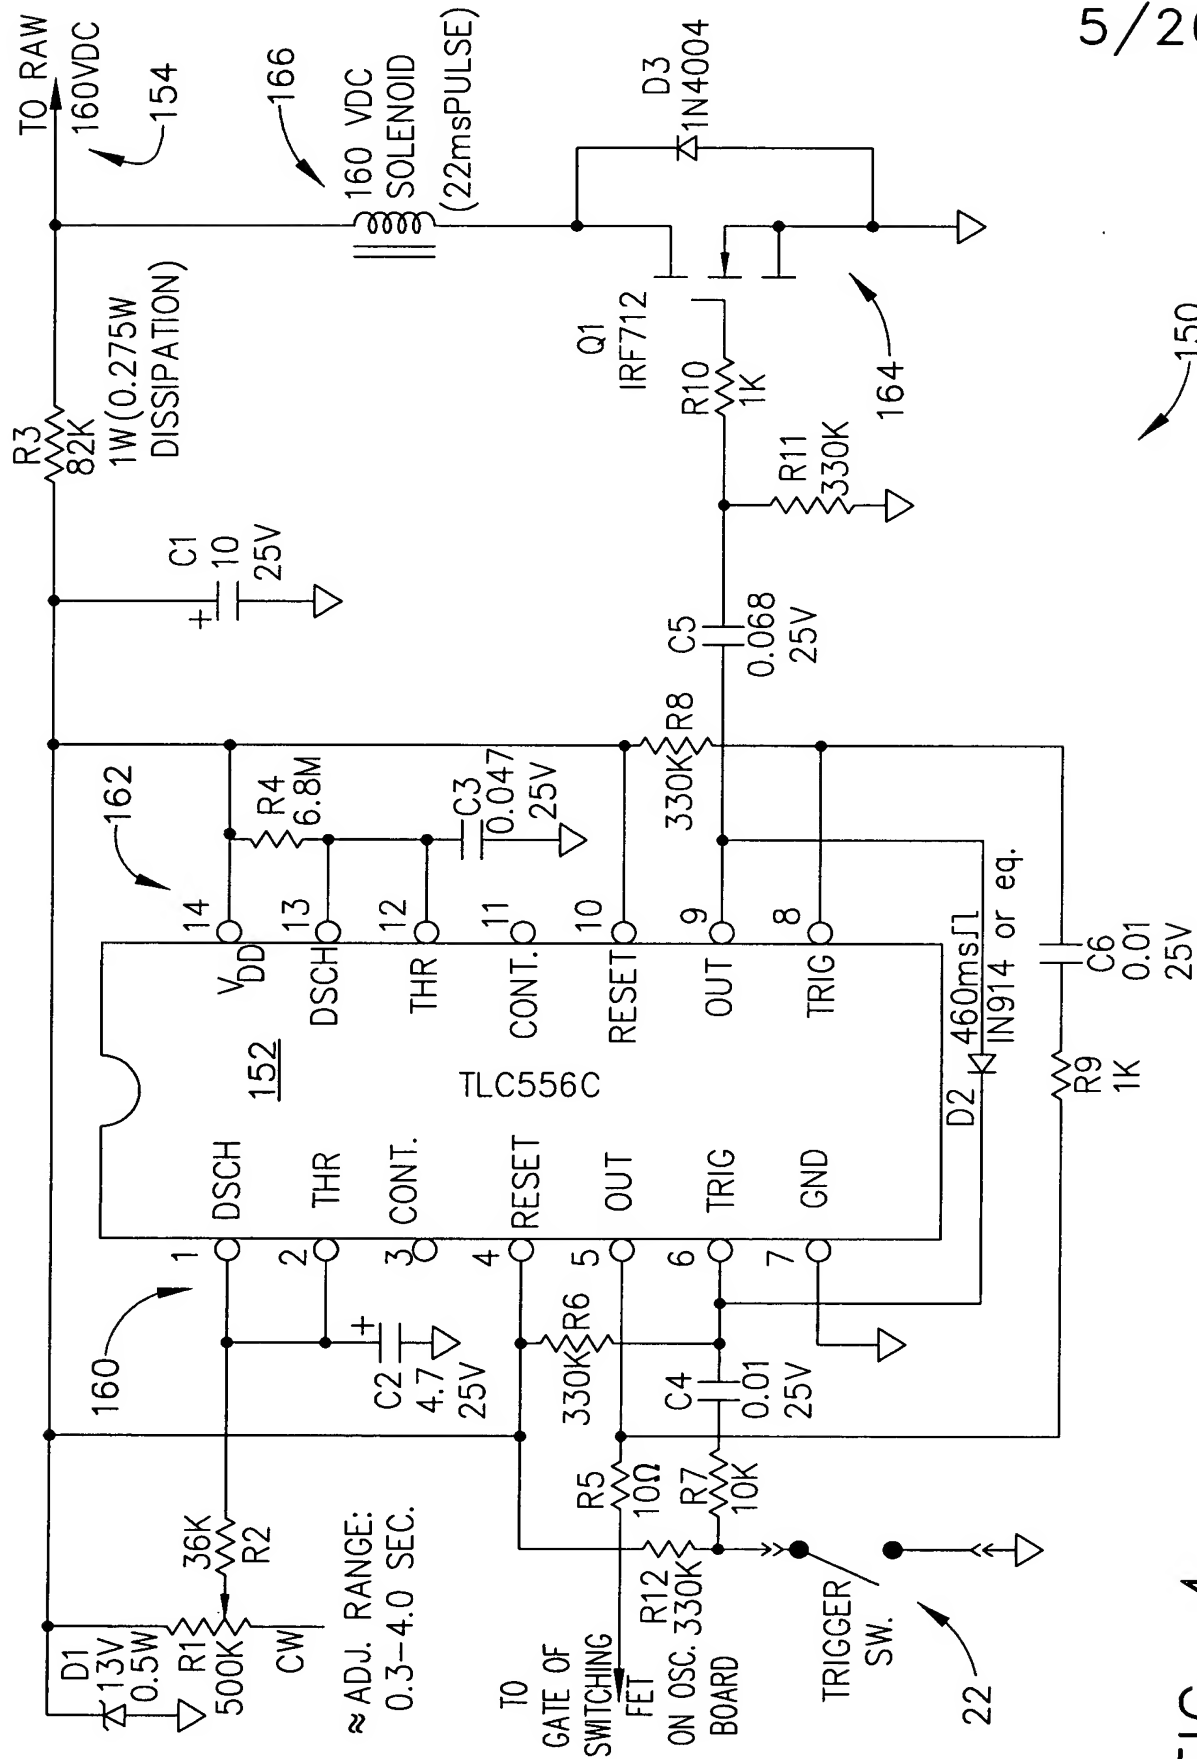 5/20
TO RAW
160VDC
154
166
160 VDC
SOLENOID
(22msPULSE)
D3
1N4004
R3
82K
1W(0.275W
DISSIPATION)
Q1
IRF712
164
150
C1
+
10
25V
R10
1K
R11
330K
C5
0.068
25V
162
R4
6.8M
C3
0.047
25V
R8
330K
14
13
12
11
10
9
8
VDD
DSCH
THR
CONT.
RESET
OUT
TRIG
152
TLC556C
460ms
IN914 or eq.
D2
C6
0.01
25V
R9
1K
DSCH
THR
CONT.
RESET
OUT
TRIG
GND
1
2
3
4
5
6
7
160
+
C2
4.7
25V
R6
330K
C4
0.01
25V
36K
R2
R5
10Ω
R7
10K
D1
13V
0.5W
R1
500K
CW
≈ ADJ. RANGE:
0.3–4.0 SEC.
R12
330K
TO
GATE OF
SWITCHING
FET
ON OSC.
BOARD
TRIGGER
SW.
22